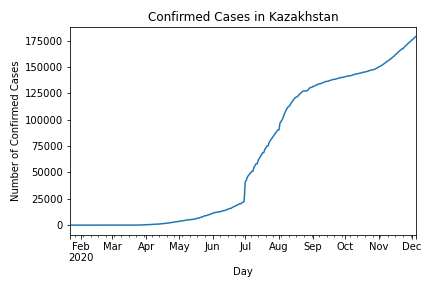 Confirmed Cases in Kazakhstan
Number of Confirmed Cases
175000
150000
125000
100000
75000
50000
25000
0
Feb Mar Apr May Jun Jul Aug Sep Oct Nov Dec
2020
Day